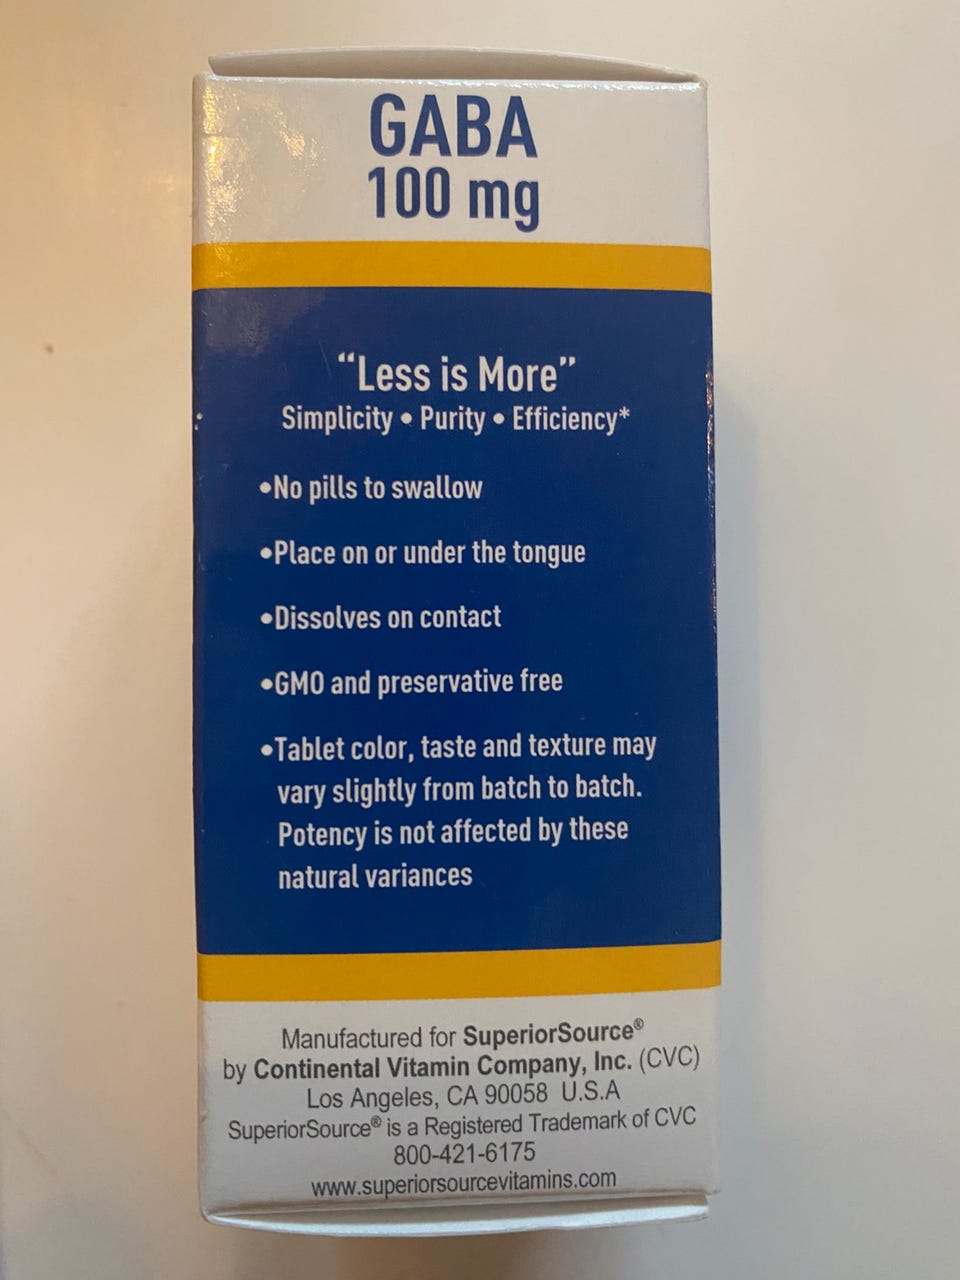 GABA
100 mg
“Less is More”
Simplicity • Purity • Efficiency*
•No pills to swallow
•Place on or under the tongue
•Dissolves on contact
•GMO and preservative free
•Tablet color, taste and texture may
vary slightly from batch to batch.
Potency is not affected by these
natural variances
Manufactured for SuperiorSource®
by Continental Vitamin Company, Inc. (CVC)
Los Angeles, CA 90058 U.S.A
SuperiorSource® is a Registered Trademark of CVC
800-421-6175
www.superiorsourcevitamins.com